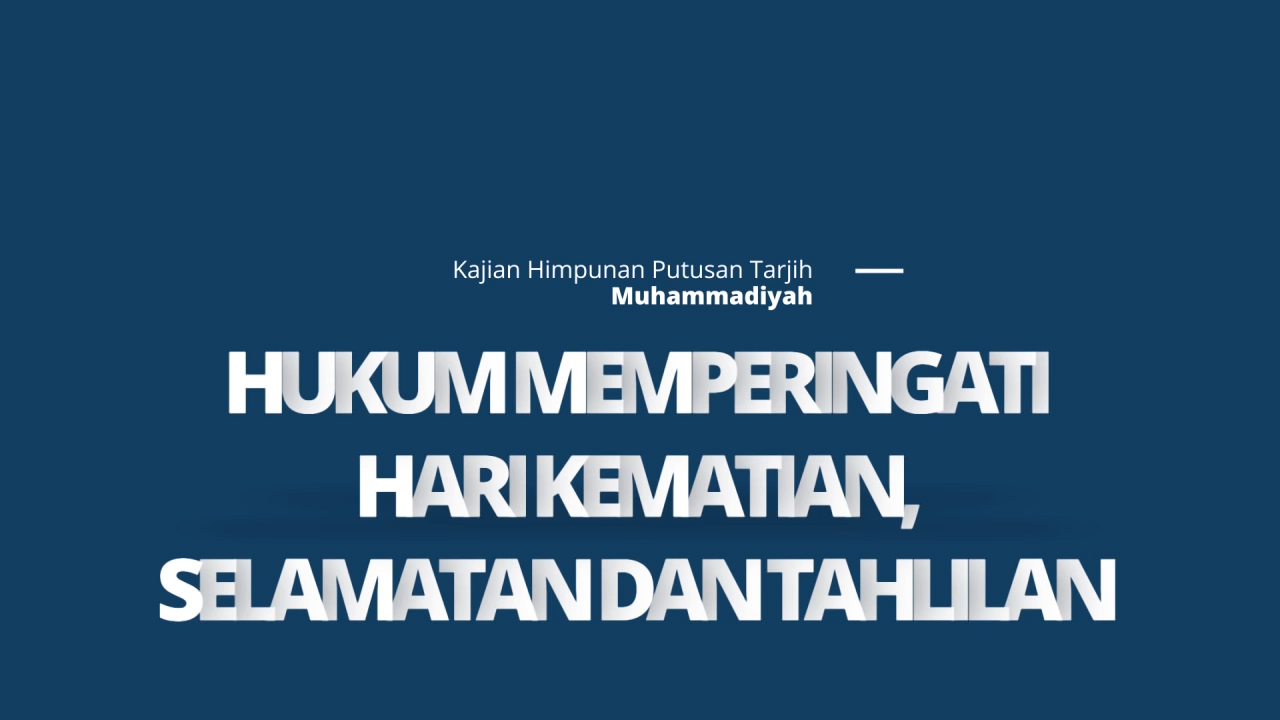 Kajian Himpunan Putusan Tarjih
Muhammadiyah
HUKUM MEMPERINGATI
HARI KEMATIAN,
SELAMATAN DAN TAHLILAN